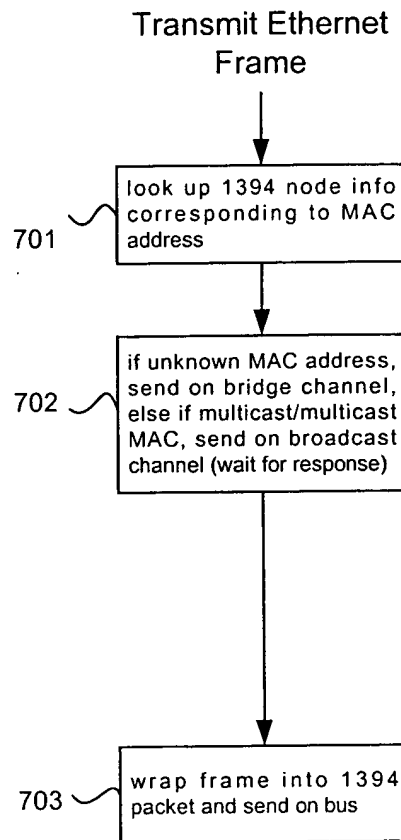 Transmit Ethernet
Frame
look up 1394 node info
corresponding to MAC
address
701
if unknown MAC address,
send on bridge channel,
else if multicast/multicast
MAC, send on broadcast
channel (wait for response)
702
wrap frame into 1394
packet and send on bus
703